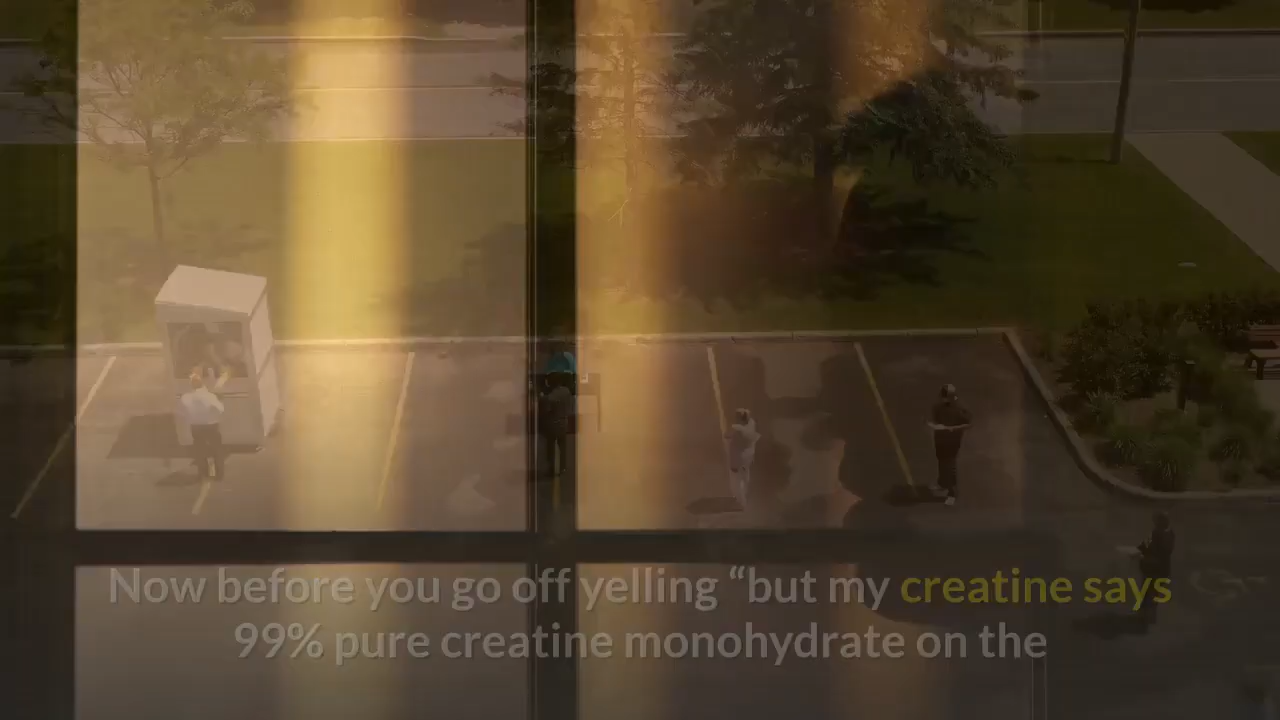 Now before you go off yelling “but my creatine says
99% pure creatine monohydrate on the